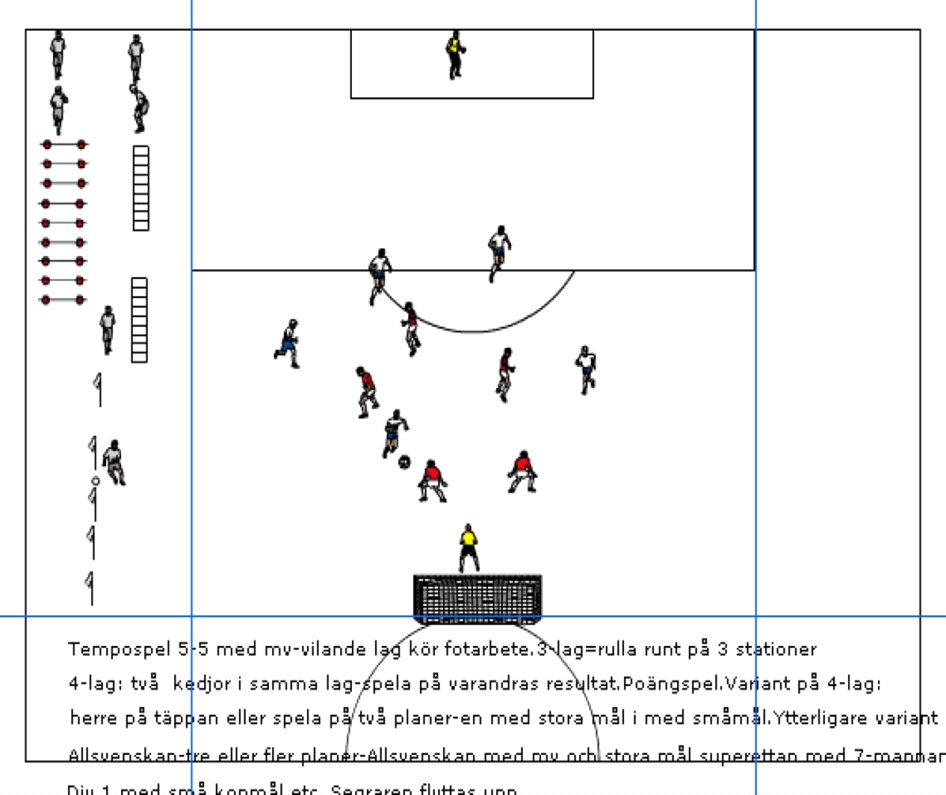 Tempospel 5-5 med mv-vilande lag kör fotarbete.3-lag=rulla runt på 3 stationer
4-lag: två kedjor i samma lag-spela på varandras resultat.Poängspel.Variant på 4-lag:
herre på täppan eller spela på två planer-en med stora mål i med småmål.Ytterligare variant
Allsvenskan-tre eller fler planer-Allsvenskan med mv och stora mål superettan med 7-mannar
Div 1 med små konmål etc. Segraren flyttas upp